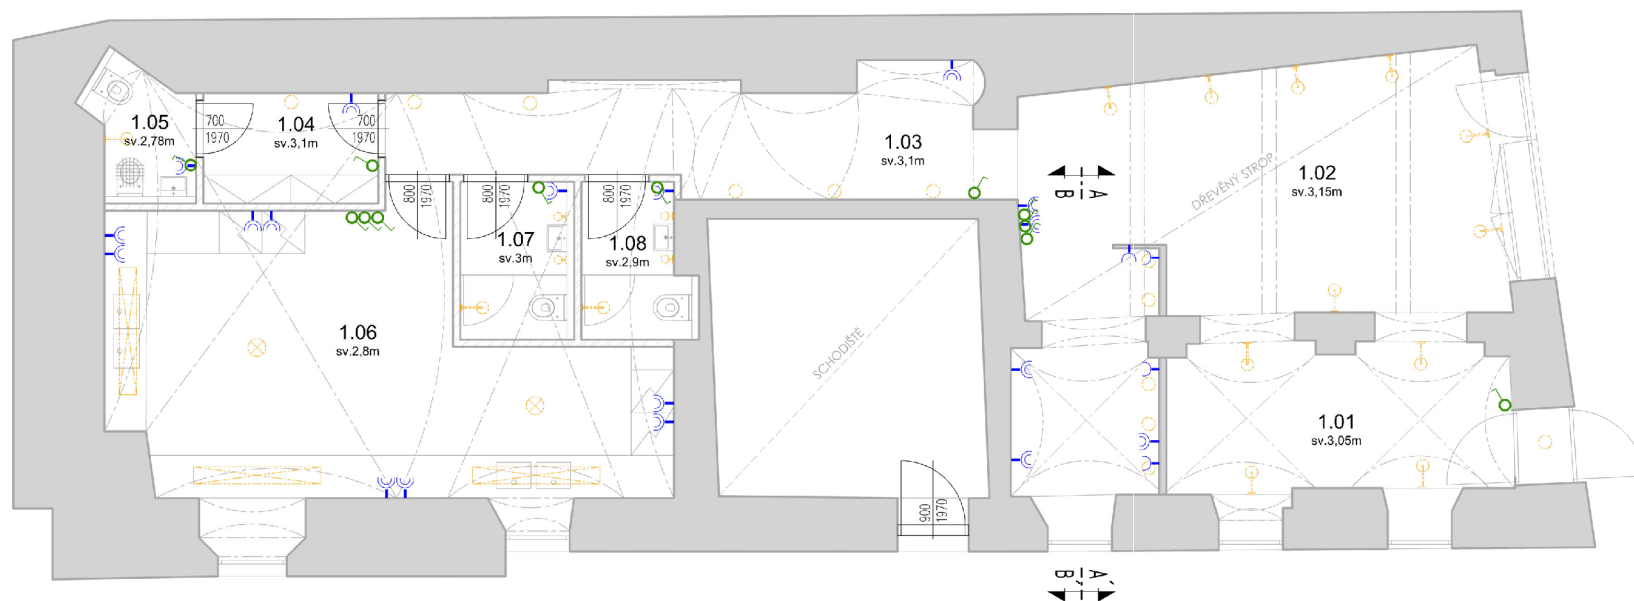 1.05
sv.2,78m
700
1970
1.04
sv.3,1m
700
1970
1.03
sv.3,1m
B A
1.02
sv.3,15m
DŘEVĚNÝ STROP
800
1970
800
1970
800
1970
1.07
sv.3m
1.08
sv.2,9m
1.06
sv.2,8m
SCHODIŠTĚ
1.01
sv.3,05m
900
1970
B' A'